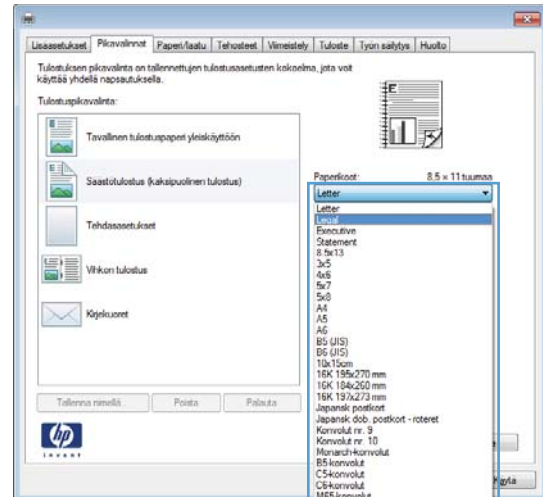 Lisäasetukset Pikavalinnat Paperi/laatu Tehosteet Viimeistely Tuloste Työn säilytys Huolto
Tulostuksen pikavalinta on tallennettujen tulostusasetusten kokoelma, jota voit
käyttää yhdellä napsautuksella.
Tulostuspikavalinta:
Tavallinen tulostuspaperi yleiskäyttöön
Säästötulostus (kaksipuolinen tulostus)
Tehdasasetukset
Vihkon tulostus
Kirjekuoret
Tallenna nimellä... Poista Palauta
hp
invent
E
Paperikoot: 8,5 × 11 tuumaa
Letter
Letter
Legal
Executive
Statement
8.5x13
3x5
4x6
5x7
5x8
A4
A5
A6
B5 (JIS)
B6 (JIS)
10x15cm
16K 195x270 mm
16K 184x260 mm
16K 197x273 mm
Japansk postkort
Japansk dob. postkort - roteret
Konvolut nr. 9
Konvolut nr. 10
Monarch-konvolut
B5-konvolut
C5-konvolut
C6-konvolut